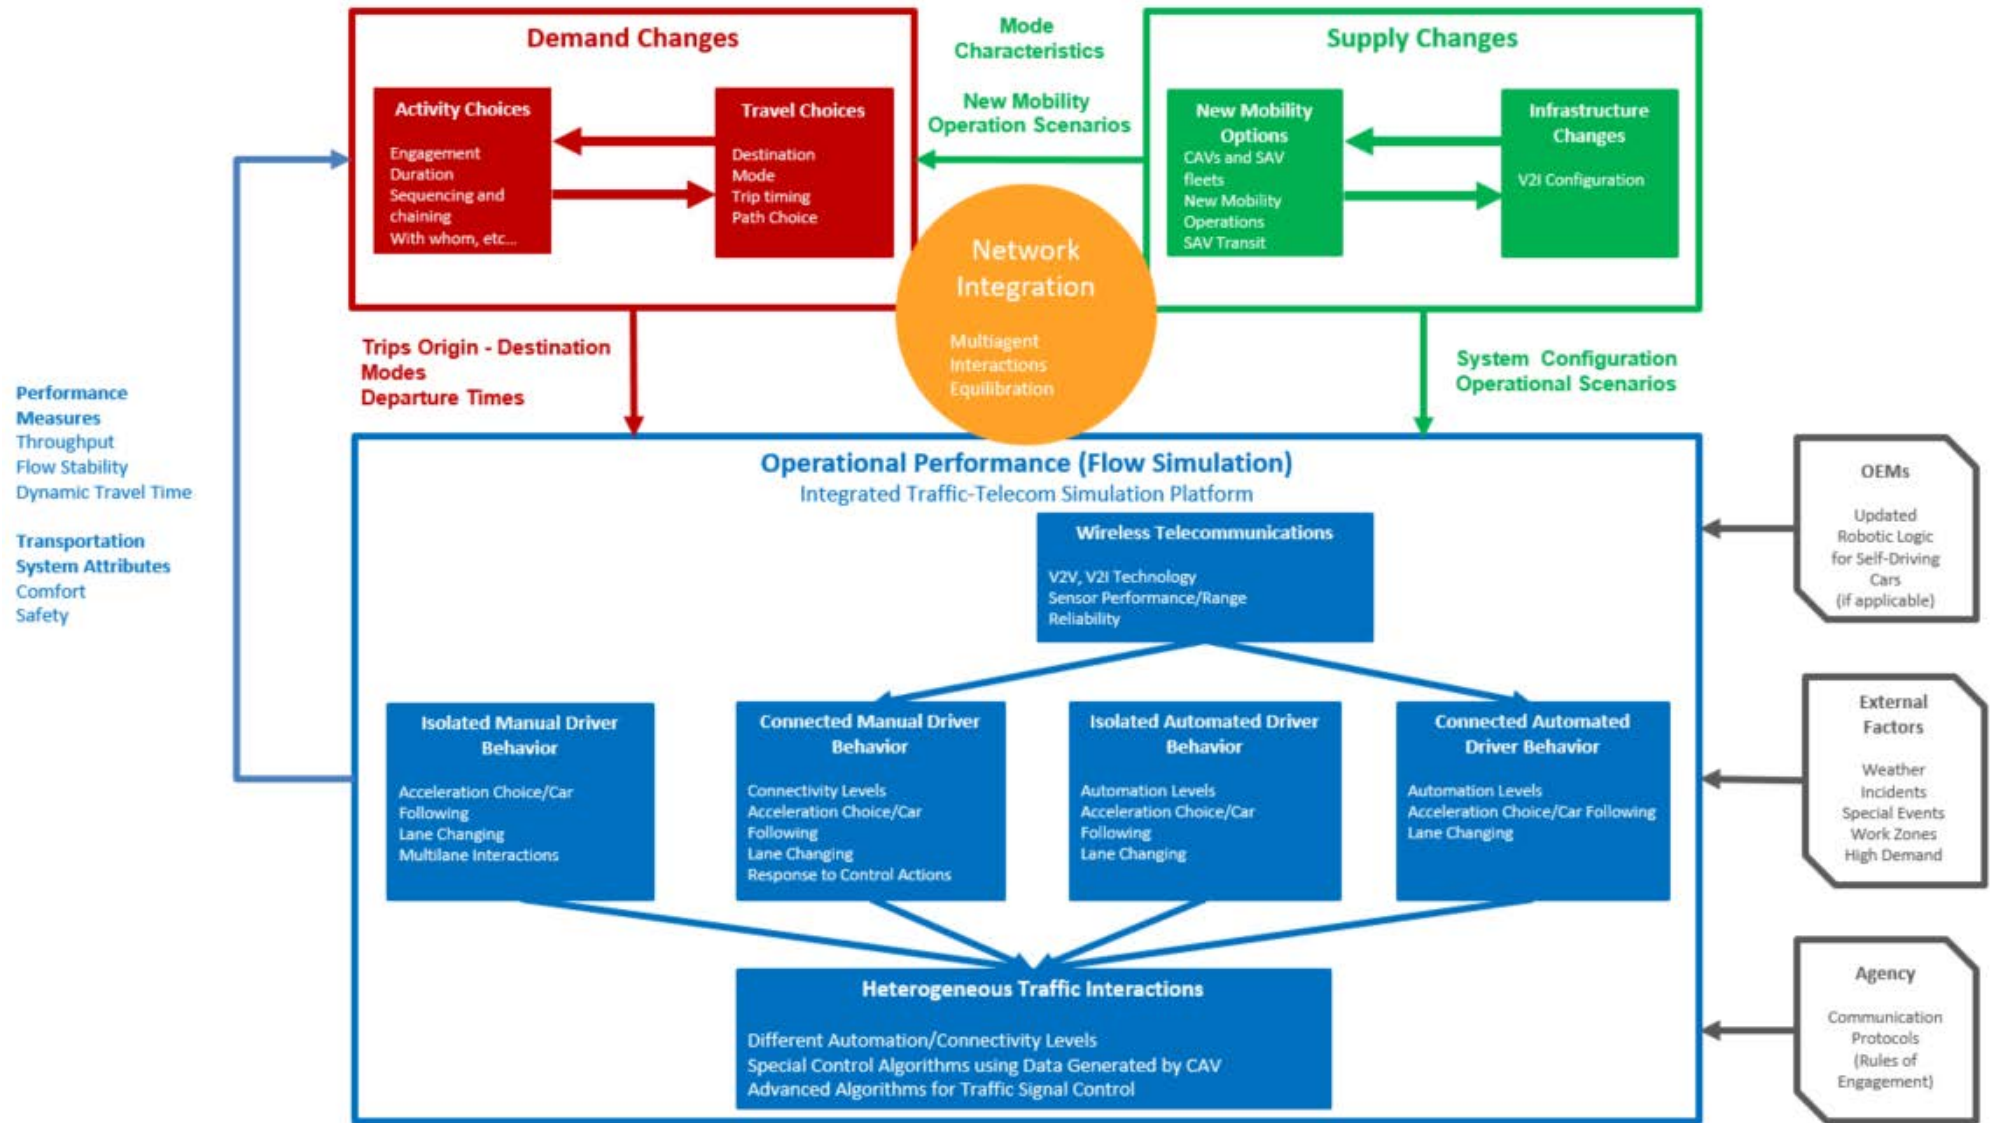 Demand Changes
Activity Choices
Engagement
Duration
Sequencing and
chaining
With whom, etc...
Travel Choices
Destination
Mode
Trip timing
Path Choice
Mode
Characteristics
New Mobility
Operation Scenarios
Supply Changes
New Mobility
Options
CAVs and SAV
fleets
New Mobility
Operations
SAV Transit
Infrastructure
Changes
V2I Configuration
Network
Integration
Multiagent
Interactions
Equilibration
Trips Origin - Destination
Modes
Departure Times
System Configuration
Operational Scenarios
Performance
Measures
Throughput
Flow Stability
Dynamic Travel Time
Transportation
System Attributes
Comfort
Safety
Operational Performance (Flow Simulation)
Integrated Traffic-Telecom Simulation Platform
Wireless Telecommunications
V2V, V2I Technology
Sensor Performance/Range
Reliability
Isolated Manual Driver
Behavior
Acceleration Choice/Car
Following
Lane Changing
Multilane Interactions
Connected Manual Driver
Behavior
Connectivity Levels
Acceleration Choice/Car
Following
Lane Changing
Response to Control Actions
Isolated Automated Driver
Behavior
Automation Levels
Acceleration Choice/Car
Following
Lane Changing
Connected Automated
Driver Behavior
Automation Levels
Acceleration Choice/Car Following
Lane Changing
Heterogeneous Traffic Interactions
Different Automation/Connectivity Levels
Special Control Algorithms using Data Generated by CAV
Advanced Algorithms for Traffic Signal Control
OEMs
Updated
Robotic Logic
for Self-Driving
Cars
(if applicable)
External
Factors
Weather
Incidents
Special Events
Work Zones
High Demand
Agency
Communication
Protocols
(Rules of
Engagement)